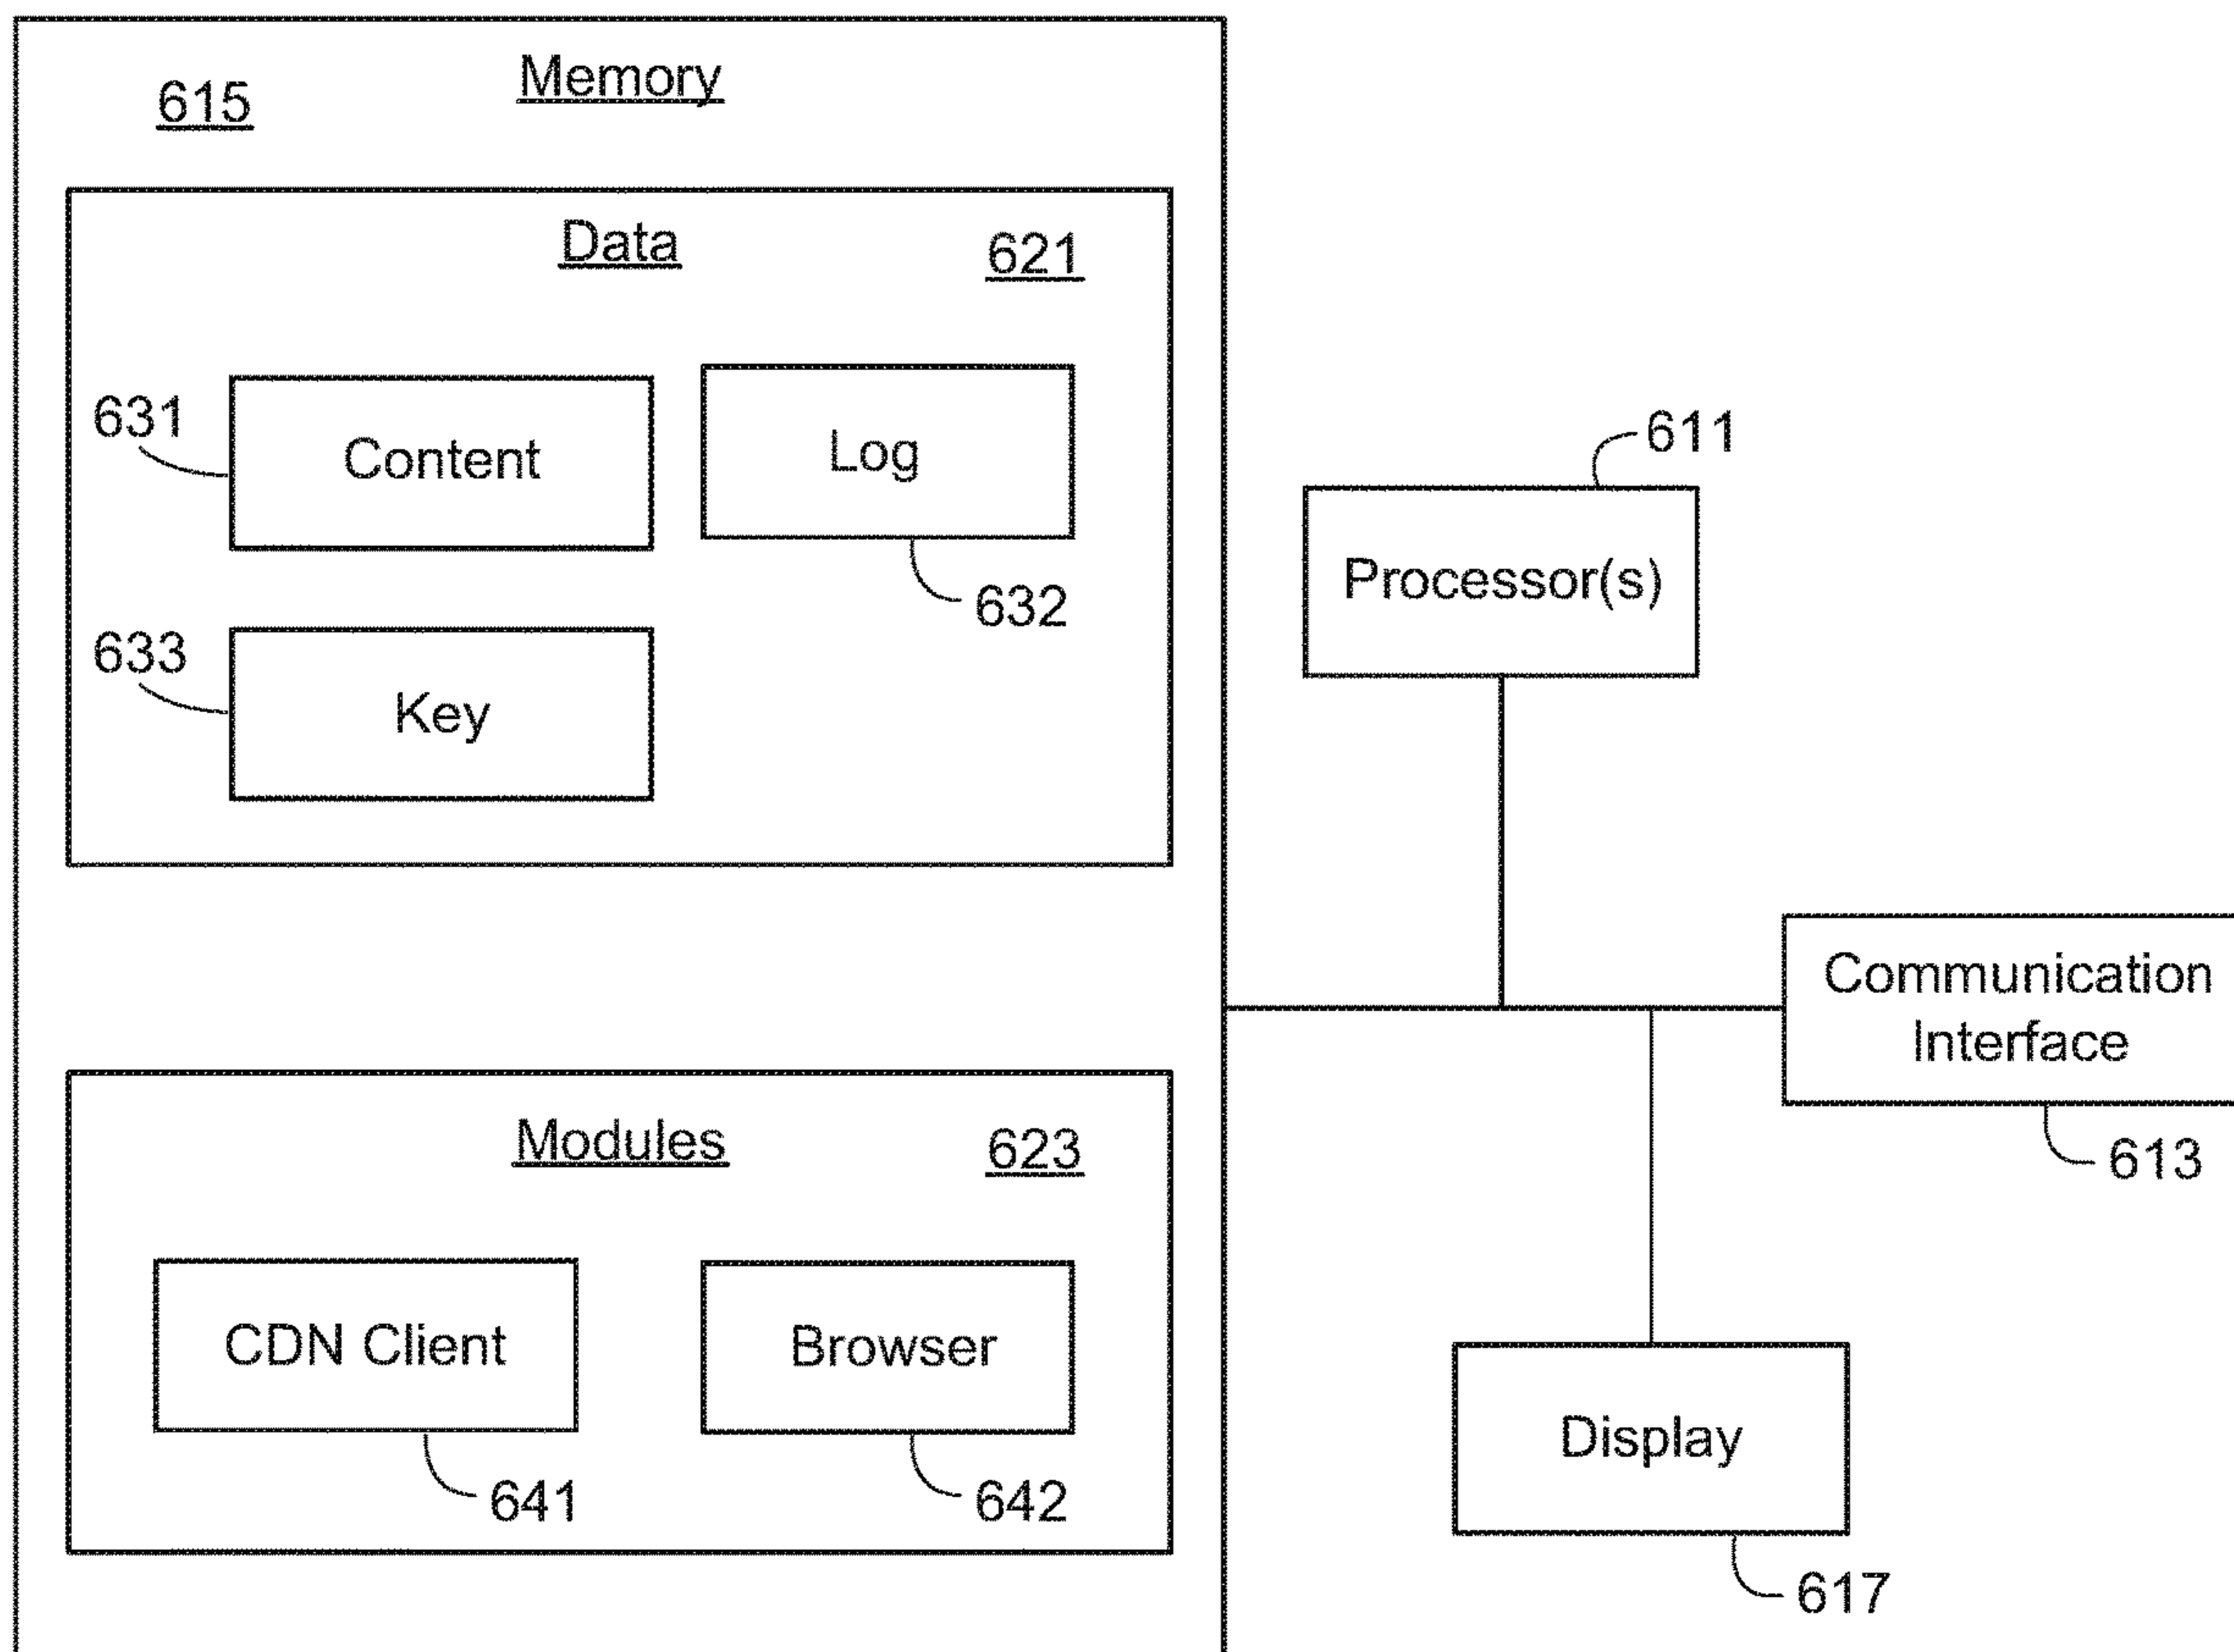 Memory
615
Data
621
631
Content
Log
632
633
Key
Modules
623
CDN Client
641
Browser
642
611
Processor(s)
Communication
Interface
613
Display
617